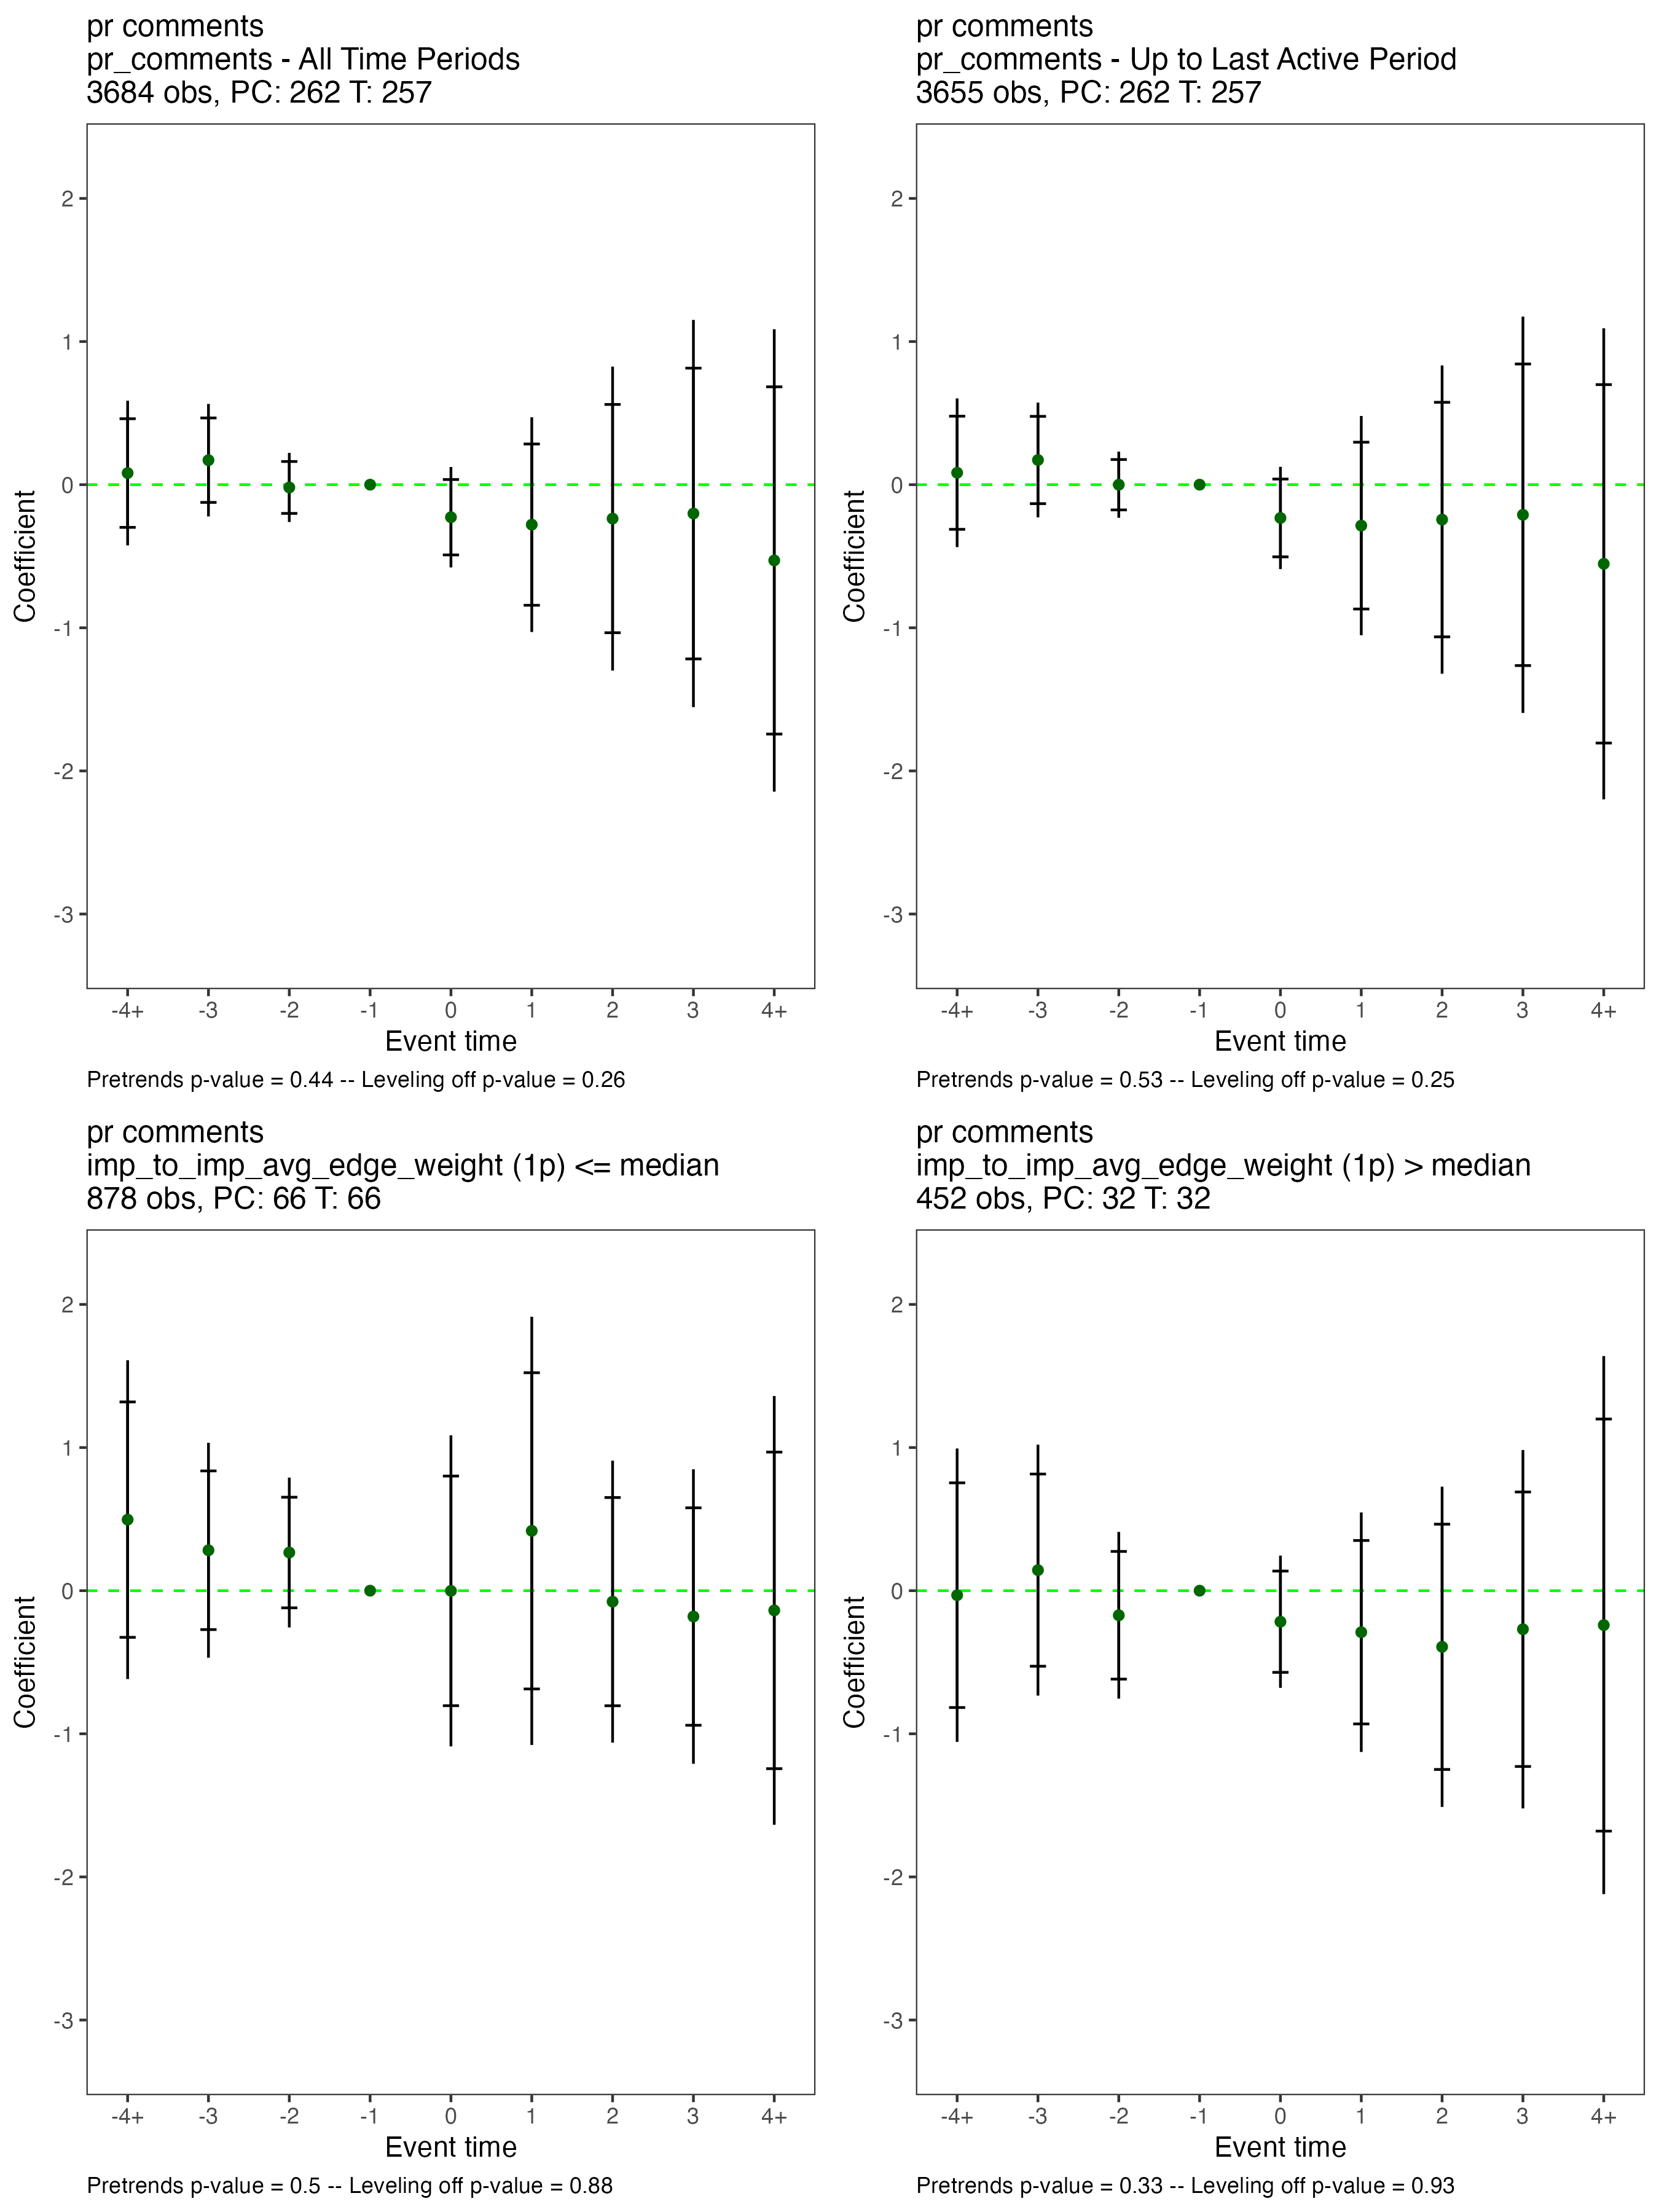 pr comments
pr_comments - All Time Periods
3684 obs, PC: 262 T: 257
2
1
0
-1
-2
-3
Coefficient
-4+ -3 -2 -1 0 1 2 3 4+
Event time
Pretrends p-value = 0.44 -- Leveling off p-value = 0.26
pr comments
pr_comments - Up to Last Active Period
3655 obs, PC: 262 T: 257
2
1
0
-1
-2
-3
Coefficient
-4+ -3 -2 -1 0 1 2 3 4+
Event time
Pretrends p-value = 0.53 -- Leveling off p-value = 0.25
pr comments
imp_to_imp_avg_edge_weight (1p) <= median
878 obs, PC: 66 T: 66
2
1
0
-1
-2
-3
Coefficient
-4+ -3 -2 -1 0 1 2 3 4+
Event time
Pretrends p-value = 0.5 -- Leveling off p-value = 0.88
pr comments
imp_to_imp_avg_edge_weight (1p) > median
452 obs, PC: 32 T: 32
2
1
0
-1
-2
-3
Coefficient
-4+ -3 -2 -1 0 1 2 3 4+
Event time
Pretrends p-value = 0.33 -- Leveling off p-value = 0.93